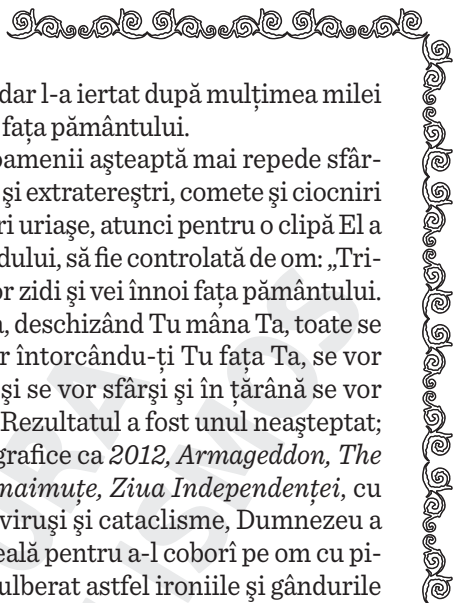 dar l-a iertat după mulțimea milei
fața pământului.
oamenii așteaptă mai repede sfâr-
și extratereștri, comete și ciocniri
ri uriașe, atunci pentru o clipă El a
dului, să fie controlată de om: „Tri-
or zidi și vei înnoi fața pământului.
a, deschizând Tu mâna Ta, toate se
r întorcându-ți Tu fața Ta, se vor
și se vor sfârși și în țărână se vor
Rezultatul a fost unul neașteptat;
grafice ca 2012, Armageddon, The
maimuțe, Ziua Independenței, cu
viruși și cataclisme, Dumnezeu a
eală pentru a-l coborî pe om cu pi-
ulberat astfel ironiile și gândurile